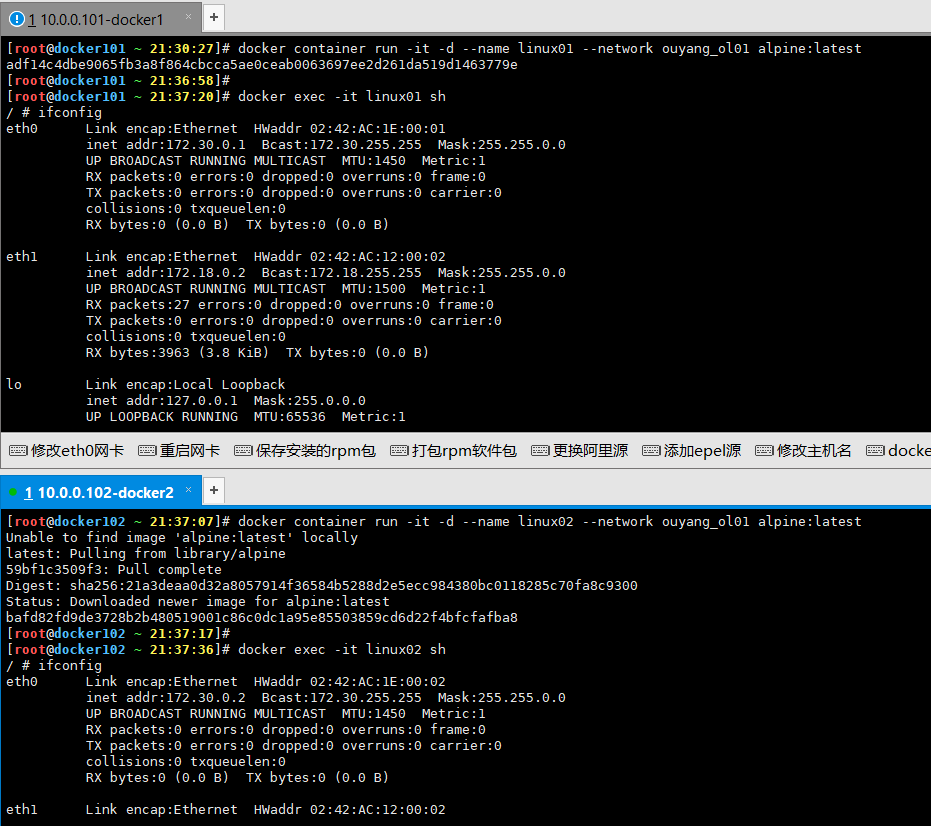 1 10.0.0.101-docker1 × +
[root@docker101 ~ 21:30:27]# docker container run -it -d --name linux01 --network ouyang_ol01 alpine:latest
adf14c4dbe9065fb3a8f864cbcca5ae0ceab0063697ee2d261da519d1463779e
[root@docker101 ~ 21:36:58]#
[root@docker101 ~ 21:37:20]# docker exec -it linux01 sh
/ # ifconfig
eth0      Link encap:Ethernet  HWaddr 02:42:AC:1E:00:01
          inet addr:172.30.0.1  Bcast:172.30.255.255  Mask:255.255.0.0
          UP BROADCAST RUNNING MULTICAST  MTU:1450  Metric:1
          RX packets:0 errors:0 dropped:0 overruns:0 frame:0
          TX packets:0 errors:0 dropped:0 overruns:0 carrier:0
          collisions:0 txqueuelen:0
          RX bytes:0 (0.0 B)  TX bytes:0 (0.0 B)
eth1      Link encap:Ethernet  HWaddr 02:42:AC:12:00:02
          inet addr:172.18.0.2  Bcast:172.18.255.255  Mask:255.255.0.0
          UP BROADCAST RUNNING MULTICAST  MTU:1500  Metric:1
          RX packets:27 errors:0 dropped:0 overruns:0 frame:0
          TX packets:0 errors:0 dropped:0 overruns:0 carrier:0
          collisions:0 txqueuelen:0
          RX bytes:3963 (3.8 KiB)  TX bytes:0 (0.0 B)
lo        Link encap:Local Loopback
          inet addr:127.0.0.1  Mask:255.0.0.0
          UP LOOPBACK RUNNING  MTU:65536  Metric:1
修改eth0网卡 重启网卡 保存安装的rpm包 打包rpm软件包 更换阿里源 添加epel源 修改主机名 docke
1 10.0.0.102-docker2 × +
[root@docker102 ~ 21:37:07]# docker container run -it -d --name linux02 --network ouyang_ol01 alpine:latest
Unable to find image 'alpine:latest' locally
latest: Pulling from library/alpine
59bf1c3509f3: Pull complete
Digest: sha256:21a3deaa0d32a8057914f36584b5288d2e5ecc984380bc0118285c70fa8c9300
Status: Downloaded newer image for alpine:latest
bafd82fd9de3728b2b480519001c86c0dc1a95e85503859cd6d22f4bfcfafba8
[root@docker102 ~ 21:37:17]#
[root@docker102 ~ 21:37:36]# docker exec -it linux02 sh
/ # ifconfig
eth0      Link encap:Ethernet  HWaddr 02:42:AC:1E:00:02
          inet addr:172.30.0.2  Bcast:172.30.255.255  Mask:255.255.0.0
          UP BROADCAST RUNNING MULTICAST  MTU:1450  Metric:1
          RX packets:0 errors:0 dropped:0 overruns:0 frame:0
          TX packets:0 errors:0 dropped:0 overruns:0 carrier:0
          collisions:0 txqueuelen:0
          RX bytes:0 (0.0 B)  TX bytes:0 (0.0 B)
eth1      Link encap:Ethernet  HWaddr 02:42:AC:12:00:02